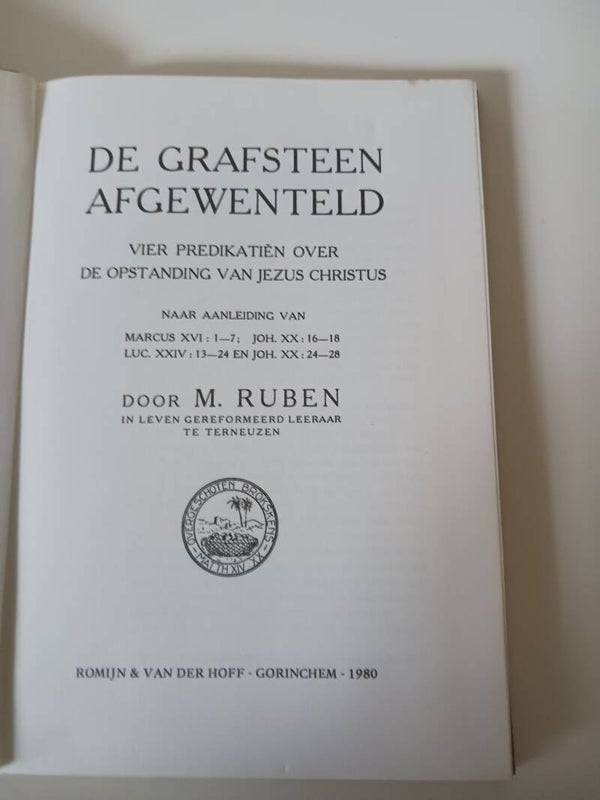 DE GRAFSTEEN
AFGEWENTELD
VIER PREDIKATIËN OVER
DE OPSTANDING VAN JEZUS CHRISTUS
NAAR AANLEIDING VAN
MARCUS XVI : 1—7; JOH. XX : 16—18
LUC. XXIV : 13—24 EN JOH. XX : 24—28
DOOR M. RUBEN
IN LEVEN GEREFORMEERD LEERAAR
TE TERNEUZEN
OVERGESCHOTEN BROKSKENS
MATTH XIV XX
ROMIJN & VAN DER HOFF - GORINCHEM - 1980